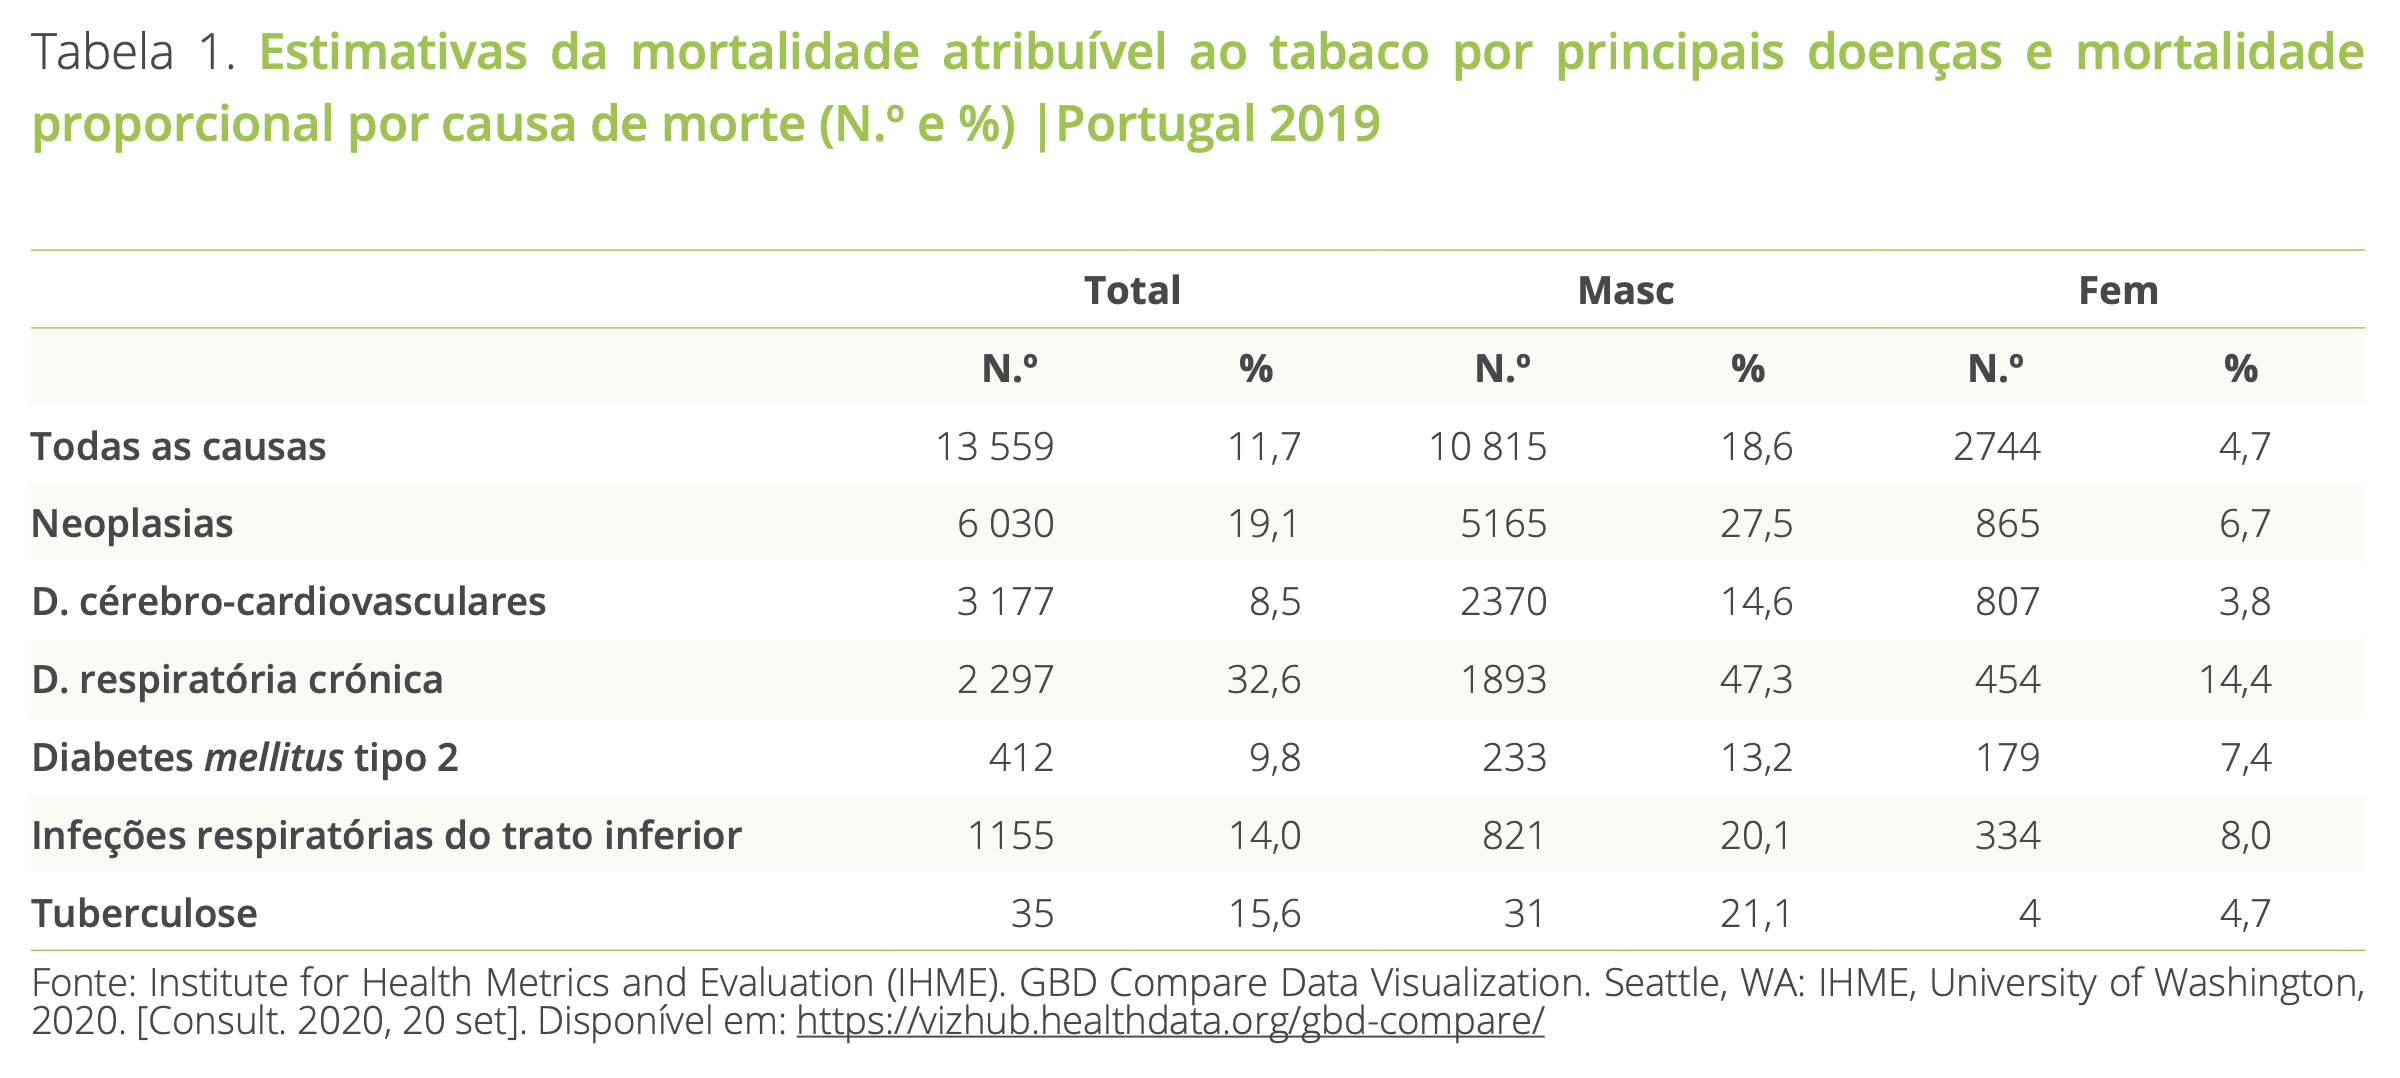 Tabela 1. Estimativas da mortalidade atribuível ao tabaco por principais doenças e mortalidade
proporcional por causa de morte (N.º e %) |Portugal 2019
Total Masc Fem
N.º % N.º % N.º %
Todas as causas 13 559 11,7 10 815 18,6 2744 4,7
Neoplasias 6 030 19,1 5165 27,5 865 6,7
D. cérebro-cardiovasculares 3 177 8,5 2370 14,6 807 3,8
D. respiratória crónica 2 297 32,6 1893 47,3 454 14,4
Diabetes mellitus tipo 2 412 9,8 233 13,2 179 7,4
Infeções respiratórias do trato inferior 1155 14,0 821 20,1 334 8,0
Tuberculose 35 15,6 31 21,1 4 4,7
Fonte: Institute for Health Metrics and Evaluation (IHME). GBD Compare Data Visualization. Seattle, WA: IHME, University of Washington,
2020. [Consult. 2020, 20 set]. Disponível em: https://vizhub.healthdata.org/gbd-compare/